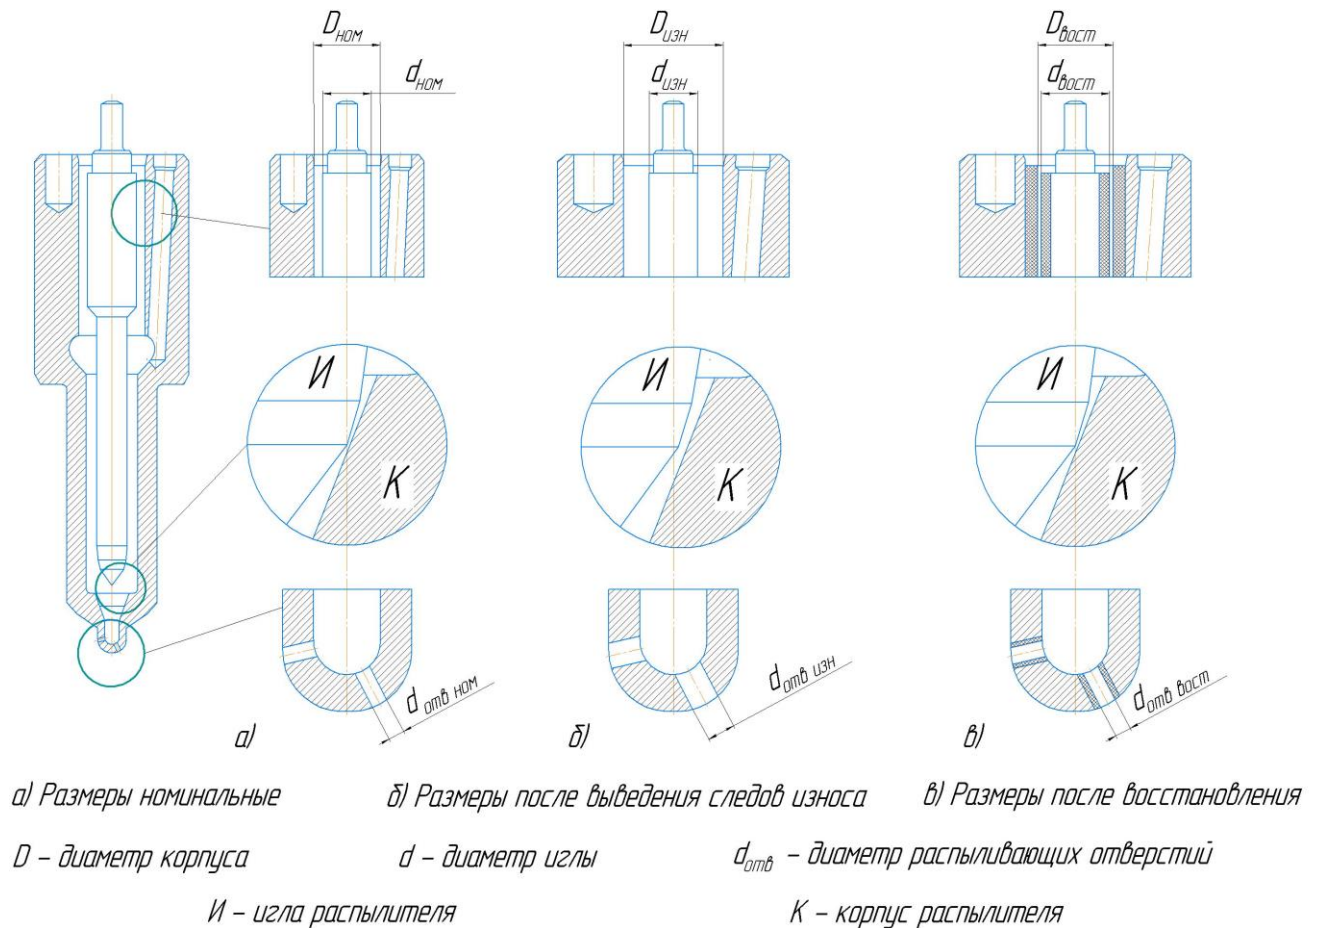 Dном Dизн Dвост
dном dизн dвост
И И И
К К К
dотв ном dотв изн dотв вост
а) б) в)
а) Размеры номинальные б) Размеры после выведения следов износа в) Размеры после восстановления
D – диаметр корпуса d – диаметр иглы dотв – диаметр распыливающих отверстий
И – игла распылителя К – корпус распылителя